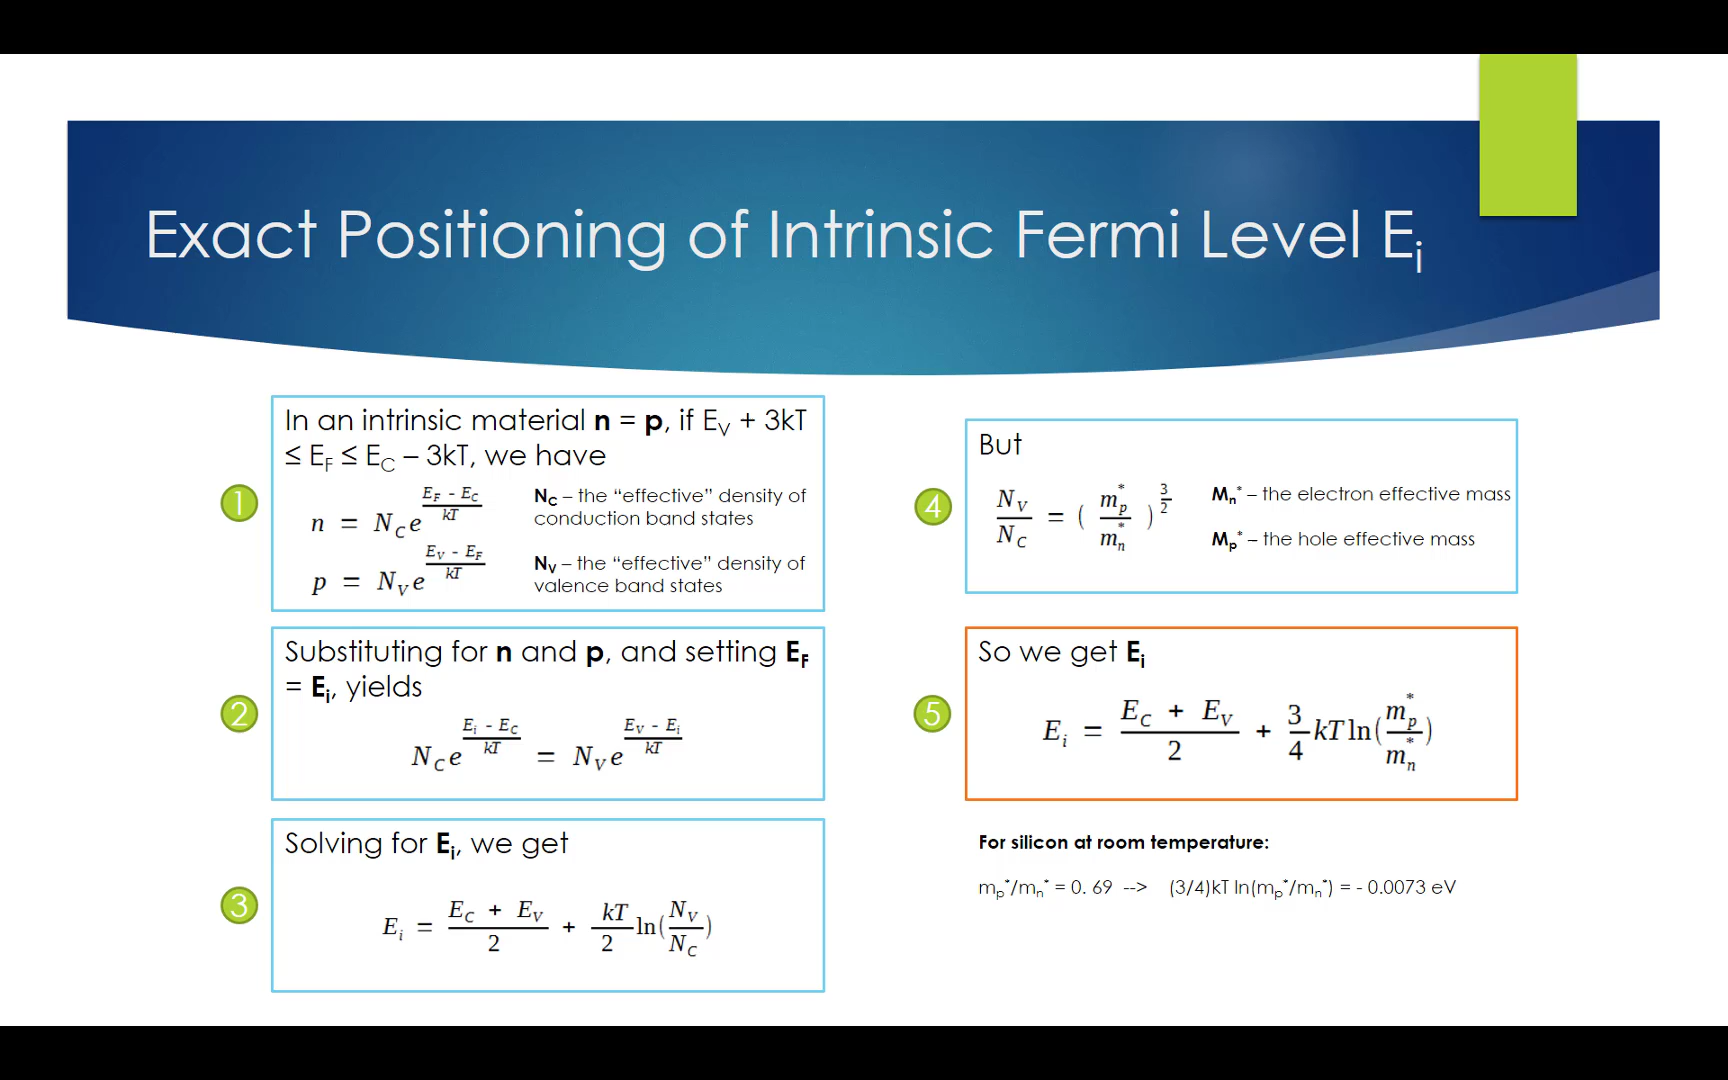 Exact Positioning of Intrinsic Fermi Level Eᵢ
1
In an intrinsic material n = p, if E_V + 3kT
≤ E_F ≤ E_C – 3kT, we have
n = N_C e^((E_F - E_C)/kT)
N_C – the “effective” density of
conduction band states
p = N_V e^((E_V - E_F)/kT)
N_V – the “effective” density of
valence band states
2
Substituting for n and p, and setting E_F
= E_i, yields
N_C e^((E_i - E_C)/kT) = N_V e^((E_V - E_i)/kT)
3
Solving for E_i, we get
E_i = (E_C + E_V)/2 + kT/2 ln(N_V/N_C)
4
But
N_V/N_C = (m_p^*/m_n^*)^(3/2)
M_n^* – the electron effective mass
M_p^* – the hole effective mass
5
So we get E_i
E_i = (E_C + E_V)/2 + 3/4 kT ln(m_p^*/m_n^*)
For silicon at room temperature:
m_p^*/m_n^* = 0. 69 --> (3/4)kT ln(m_p^*/m_n^*) = - 0.0073 eV